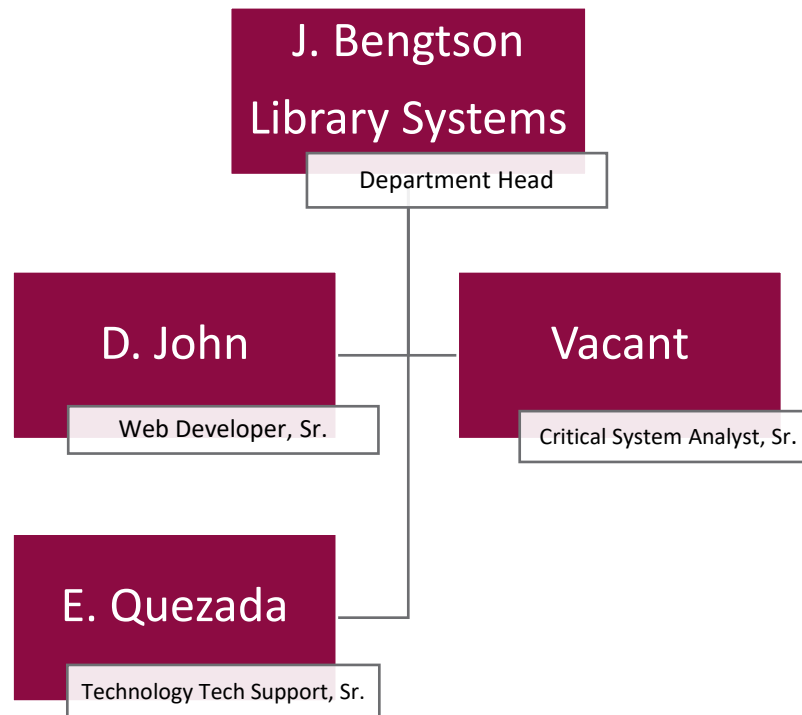 J. Bengtson
Library Systems
Department Head
D. John
Web Developer, Sr.
Vacant
Critical System Analyst, Sr.
E. Quezada
Technology Tech Support, Sr.